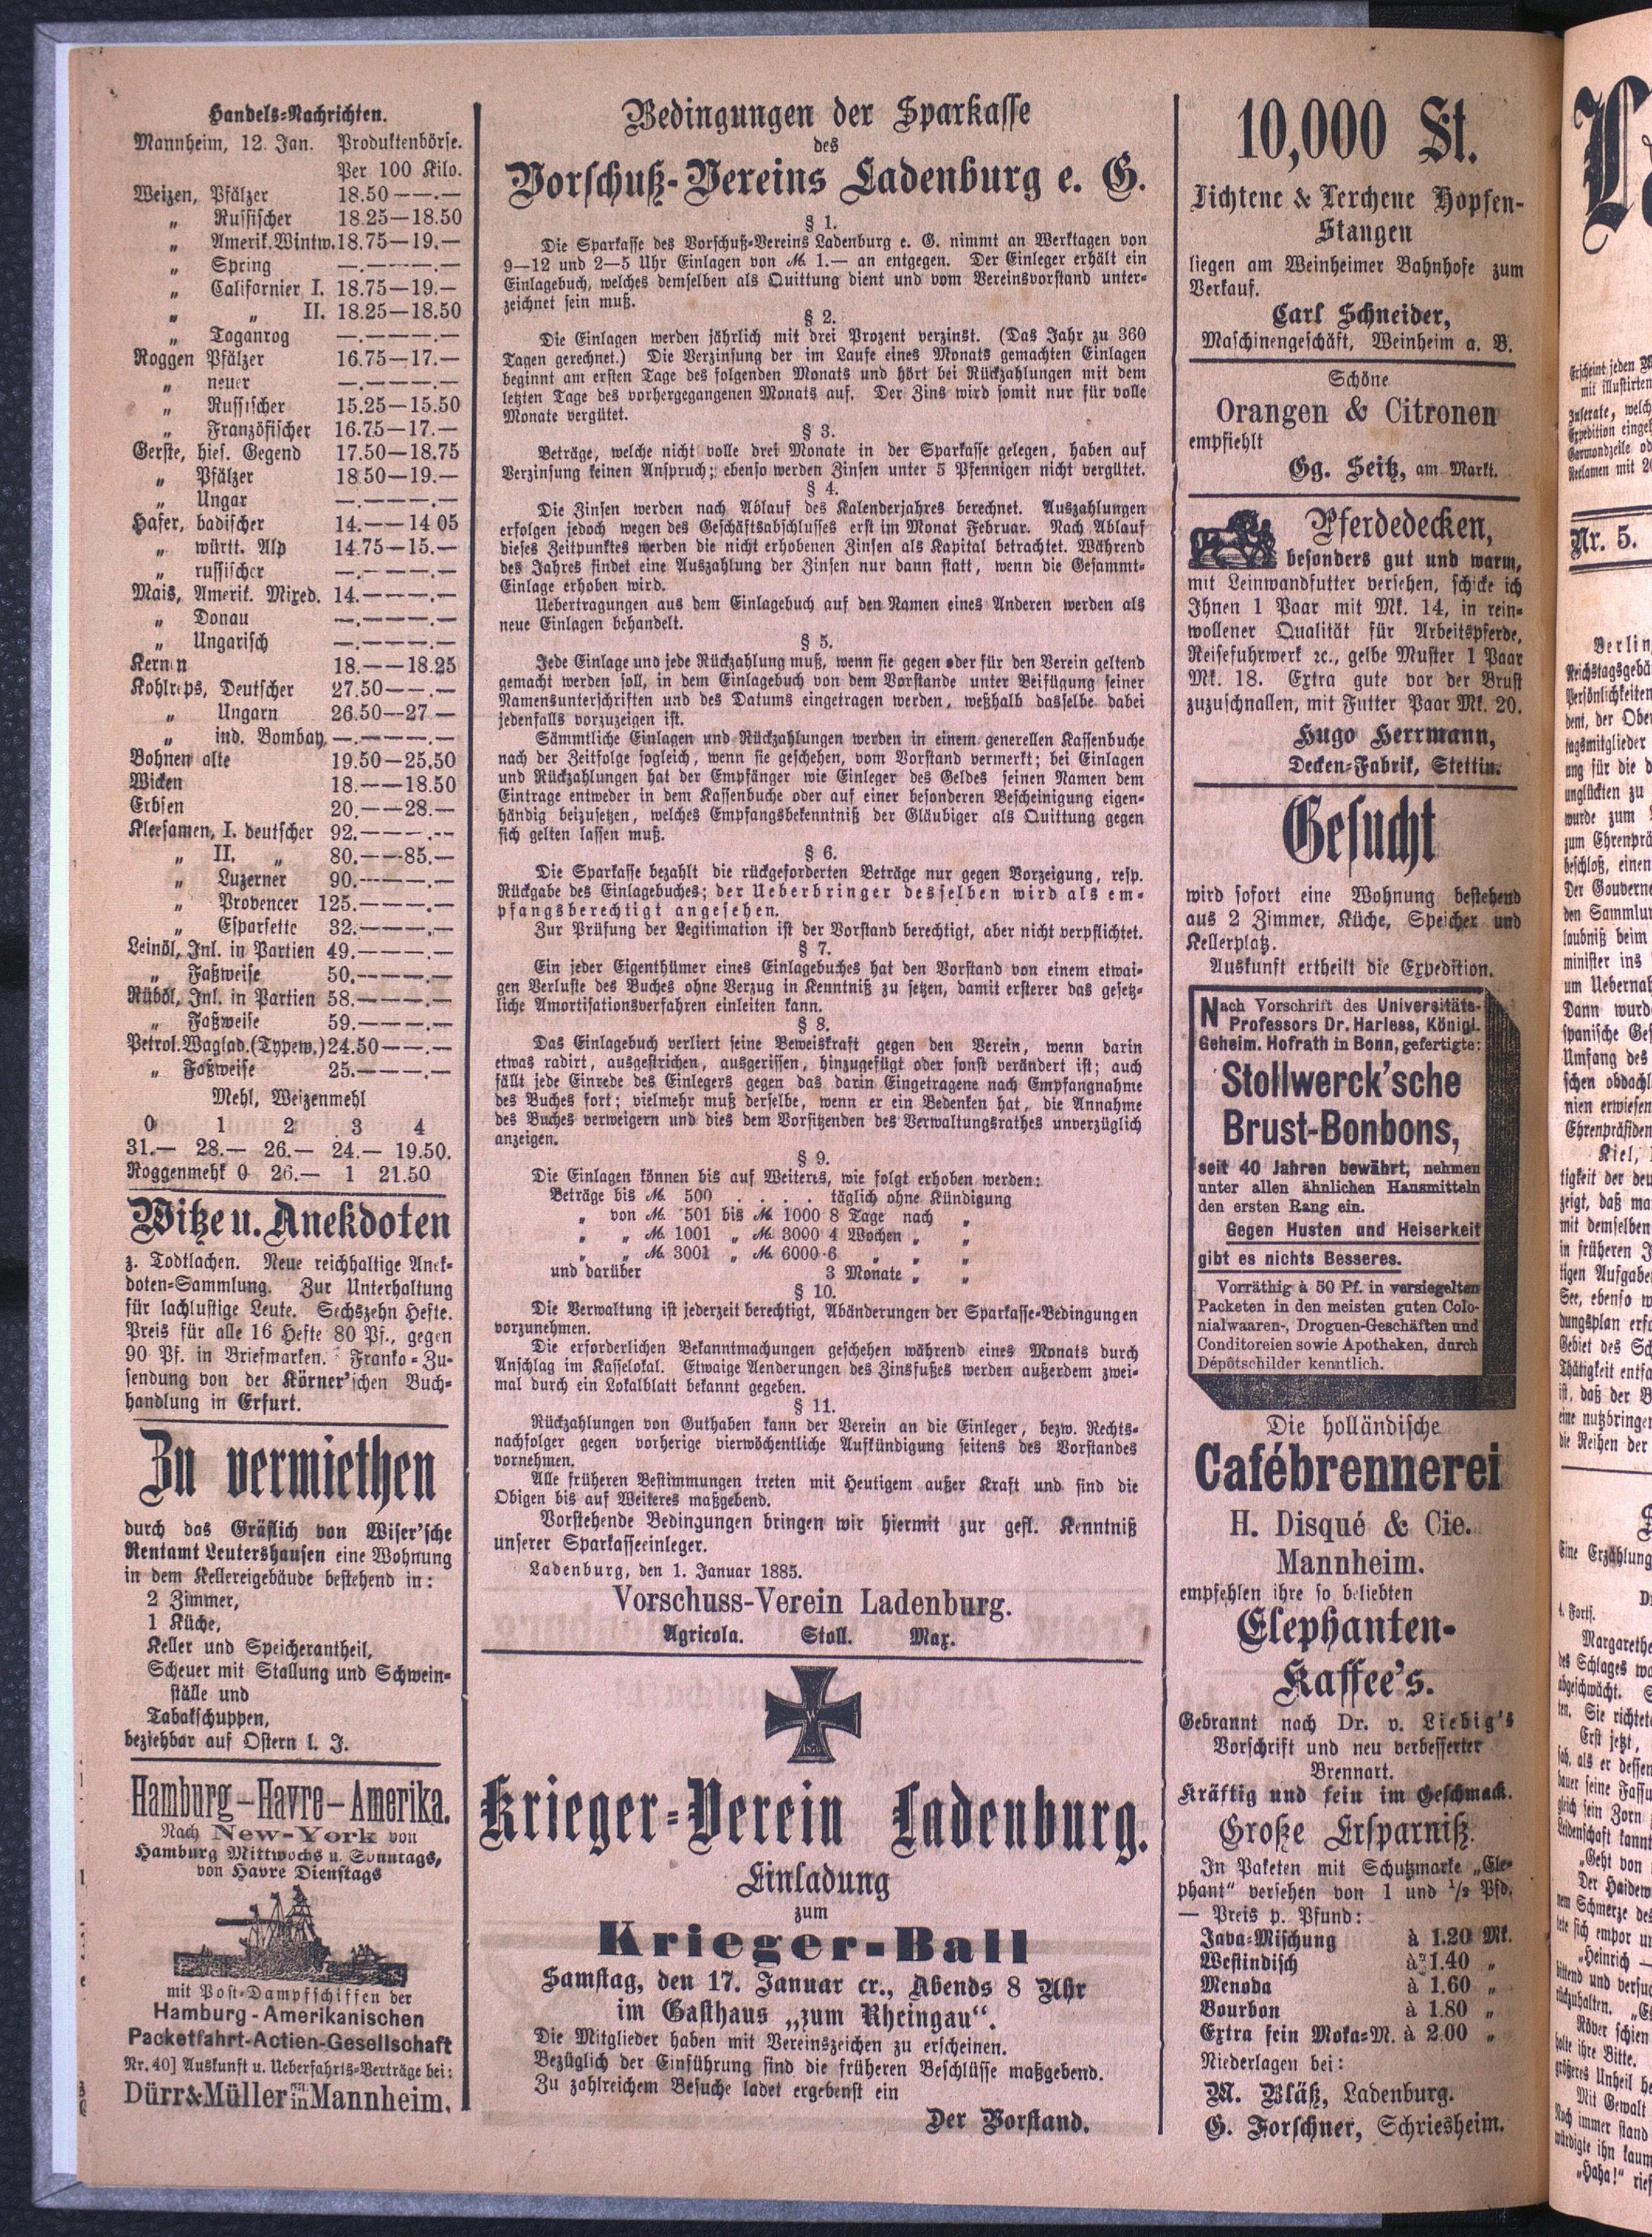 Handels-Nachrichten.
Mannheim, 12. Jan. Produktenbörse.
Per 100 Kilo.
Weizen, Pfälzer 18.50 — —.—
„ Russischer 18.25—18.50
„ Amerik. Wintw. 18.75—19.—
„ Spring —.— —.—
„ Californier I. 18.75—19.—
„ „ II. 18.25—18.50
„ Taganrog —.— —.—
Roggen Pfälzer 16.75—17.—
„ neuer —.— —.—
„ Russischer 15.25—15.50
„ Französischer 16.75—17.—
Gerste, hies. Gegend 17.50—18.75
„ Pfälzer 18.50—19.—
„ Ungar —.— —.—
Hafer, badischer 14.— —14 05
„ württ. Alp 14.75—15.—
„ russischer —.— —.—
Mais, Amerik. Mixed. 14.— — —.—
„ Donau —.— —.—
„ Ungarisch —.— —.—
Kernen 18.— —18.25
Kohlreps, Deutscher 27.50— —.—
„ Ungarn 26.50—27 —
„ ind. Bombay —.— —.—
Bohnen alte 19.50—25.50
Wicken 18.— —18.50
Erbsen 20.— —28.—
Kleesamen, I. deutscher 92.— — —.—
„ II. „ 80.— —85.—
„ Luzerner 90.— — —.—
„ Provencer 125.— — —.—
„ Esparsette 32.— — —.—
Leinöl, Inl. in Partien 49.— — —.—
„ Faßweise 50.— — —.—
Rüböl, Inl. in Partien 58.— — —.—
„ Faßweise 59.— — —.—
Petrol. Waglad. (Typew.) 24.50— —.—
„ Faßweise 25.— — —.—
Mehl, Weizenmehl
0 1 2 3 4
31.— 28.— 26.— 24.— 19.50.
Roggenmehl 0 26.— 1 21.50
Witze u. Anekdoten
z. Todtlachen. Neue reichhaltige Anek-
doten-Sammlung. Zur Unterhaltung
für lachlustige Leute. Sechszehn Hefte.
Preis für alle 16 Hefte 80 Pf., gegen
90 Pf. in Briefmarken. Franko-Zu-
sendung von der Körner'schen Buch-
handlung in Erfurt.
Zu vermiethen
durch das Gräflich von Wiser'sche
Rentamt Leutershausen eine Wohnung
in dem Kellereigebäude bestehend in:
2 Zimmer,
1 Küche,
Keller und Speicherantheil,
Scheuer mit Stallung und Schwein-
ställe und
Tabakschuppen,
beziehbar auf Ostern l. J.
Hamburg–Havre–Amerika.
Nach New-York von
Hamburg Mittwochs u. Sonntags,
von Havre Dienstags
mit Post-Dampfschiffen der
Hamburg-Amerikanischen
Packetfahrt-Actien-Gesellschaft
Nr. 40] Auskunft u. Ueberfahrts-Verträge bei:
Dürr & Müller in Mannheim.
Bedingungen der Sparkasse
des
Vorschuß-Vereins Ladenburg e. G.
§ 1.
Die Sparkasse des Vorschuß-Vereins Ladenburg e. G. nimmt an Werktagen von
9—12 und 2—5 Uhr Einlagen von M. 1.— an entgegen. Der Einleger erhält ein
Einlagebuch, welches demselben als Quittung dient und vom Vereinsvorstand unter-
zeichnet sein muß.
§ 2.
Die Einlagen werden jährlich mit drei Prozent verzinst. (Das Jahr zu 360
Tagen gerechnet.) Die Verzinsung der im Laufe eines Monats gemachten Einlagen
beginnt am ersten Tage des folgenden Monats und hört bei Rückzahlungen mit dem
letzten Tage des vorhergegangenen Monats auf. Der Zins wird somit nur für volle
Monate vergütet.
§ 3.
Beträge, welche nicht volle drei Monate in der Sparkasse gelegen, haben auf
Verzinsung keinen Anspruch; ebenso werden Zinsen unter 5 Pfennigen nicht vergütet.
§ 4.
Die Zinsen werden nach Ablauf des Kalenderjahres berechnet. Auszahlungen
erfolgen jedoch wegen des Geschäftsabschlusses erst im Monat Februar. Nach Ablauf
dieses Zeitpunktes werden die nicht erhobenen Zinsen als Kapital betrachtet. Während
des Jahres findet eine Auszahlung der Zinsen nur dann statt, wenn die Gesammt-
Einlage erhoben wird.
Uebertragungen aus dem Einlagebuch auf den Namen eines Anderen werden als
neue Einlagen behandelt.
§ 5.
Jede Einlage und jede Rückzahlung muß, wenn sie gegen oder für den Verein geltend
gemacht werden soll, in dem Einlagebuch von dem Vorstande unter Beifügung seiner
Namensunterschriften und des Datums eingetragen werden, weßhalb dasselbe dabei
jedenfalls vorzuzeigen ist.
Sämmtliche Einlagen und Rückzahlungen werden in einem generellen Kassenbuche
nach der Zeitfolge sogleich, wenn sie geschehen, vom Vorstand vermerkt; bei Einlagen
und Rückzahlungen hat der Empfänger wie Einleger des Geldes seinen Namen dem
Eintrage entweder in dem Kassenbuche oder auf einer besonderen Bescheinigung eigen-
händig beizusetzen, welches Empfangsbekenntniß der Gläubiger als Quittung gegen
sich gelten lassen muß.
§ 6.
Die Sparkasse bezahlt die rückgeforderten Beträge nur gegen Vorzeigung, resp.
Rückgabe des Einlagebuches; der Ueberbringer desselben wird als em-
pfangsberechtigt angesehen.
Zur Prüfung der Legitimation ist der Vorstand berechtigt, aber nicht verpflichtet.
§ 7.
Ein jeder Eigenthümer eines Einlagebuches hat den Vorstand von einem etwai-
gen Verluste des Buches ohne Verzug in Kenntniß zu setzen, damit ersterer das gesetz-
liche Amortisationsverfahren einleiten kann.
§ 8.
Das Einlagebuch verliert seine Beweiskraft gegen den Verein, wenn darin
etwas radirt, ausgestrichen, ausgerissen, hinzugefügt oder sonst verändert ist; auch
fällt jede Einrede des Einlegers gegen das darin Eingetragene nach Empfangnahme
des Buches fort; vielmehr muß derselbe, wenn er ein Bedenken hat, die Annahme
des Buches verweigern und dies dem Vorsitzenden des Verwaltungsrathes unverzüglich
anzeigen.
§ 9.
Die Einlagen können bis auf Weiteres, wie folgt erhoben werden:
Beträge bis M. 500 . . . . täglich ohne Kündigung
„ von M. 501 bis M. 1000 8 Tage nach „
„ „ M. 1001 „ M. 3000 4 Wochen „ „
„ „ M. 3001 „ M. 6000 6 „ „ „
und darüber 3 Monate „ „
§ 10.
Die Verwaltung ist jederzeit berechtigt, Abänderungen der Sparkasse-Bedingungen
vorzunehmen.
Die erforderlichen Bekanntmachungen geschehen während eines Monats durch
Anschlag im Kasselokal. Etwaige Aenderungen des Zinsfußes werden außerdem zwei-
mal durch ein Lokalblatt bekannt gegeben.
§ 11.
Rückzahlungen von Guthaben kann der Verein an die Einleger, bezw. Rechts-
nachfolger gegen vorherige vierwöchentliche Aufkündigung seitens des Vorstandes
vornehmen.
Alle früheren Bestimmungen treten mit Heutigem außer Kraft und sind die
Obigen bis auf Weiteres maßgebend.
Vorstehende Bedingungen bringen wir hiermit zur gefl. Kenntniß
unserer Sparkasseeinleger.
Ladenburg, den 1. Januar 1885.
Vorschuss-Verein Ladenburg.
Agricola. Stoll. Max.
W
1870
Krieger-Verein Ladenburg.
Einladung
zum
Krieger-Ball
Samstag, den 17. Januar cr., Abends 8 Uhr
im Gasthaus „zum Rheingau“.
Die Mitglieder haben mit Vereinszeichen zu erscheinen.
Bezüglich der Einführung sind die früheren Beschlüsse maßgebend.
Zu zahlreichem Besuche ladet ergebenst ein
Der Vorstand.
10,000 St.
Fichtene & Lerchene Hopfen-
Stangen
liegen am Weinheimer Bahnhofe zum
Verkauf.
Carl Schneider,
Maschinengeschäft, Weinheim a. B.
Schöne
Orangen & Citronen
empfiehlt
Gg. Seitz, am Markt.
Pferdedecken,
besonders gut und warm,
mit Leinwandfutter versehen, schicke ich
Ihnen 1 Paar mit Mk. 14, in rein-
wollener Qualität für Arbeitspferde,
Reisefuhrwerk ꝛc., gelbe Muster 1 Paar
Mk. 18. Extra gute vor der Brust
zuzuschnallen, mit Futter Paar Mk. 20.
Hugo Herrmann,
Decken-Fabrik, Stettin.
Gesucht
wird sofort eine Wohnung bestehend
aus 2 Zimmer, Küche, Speicher und
Kellerplatz.
Auskunft ertheilt die Expedition.
Nach Vorschrift des Universitäts-
Professors Dr. Harless, Königl.
Geheim. Hofrath in Bonn, gefertigte:
Stollwerck'sche
Brust-Bonbons,
seit 40 Jahren bewährt, nehmen
unter allen ähnlichen Hausmitteln
den ersten Rang ein.
Gegen Husten und Heiserkeit
gibt es nichts Besseres.
Vorräthig à 50 Pf. in versiegelten
Packeten in den meisten guten Colo-
nialwaaren-, Droguen-Geschäften und
Conditoreien sowie Apotheken, durch
Dépôtschilder kenntlich.
Die holländische
Cafébrennerei
H. Disqué & Cie.
Mannheim.
empfehlen ihre so beliebten
Elephanten-
Kaffee's.
Gebrannt nach Dr. v. Liebig's
Vorschrift und neu verbesserter
Brennart.
Kräftig und fein im Geschmack.
Große Ersparniß.
In Paketen mit Schutzmarke „Ele-
phant“ versehen von 1 und 1/2 Pfd.
— Preis p. Pfund:
Java-Mischung à 1.20 Mk.
Westindisch à 1.40 „
Menoda à 1.60 „
Bourbon à 1.80 „
Extra fein Moka-M. à 2.00 „
Niederlagen bei:
M. Bläß, Ladenburg.
G. Forschner, Schriesheim.
Nr. 5.